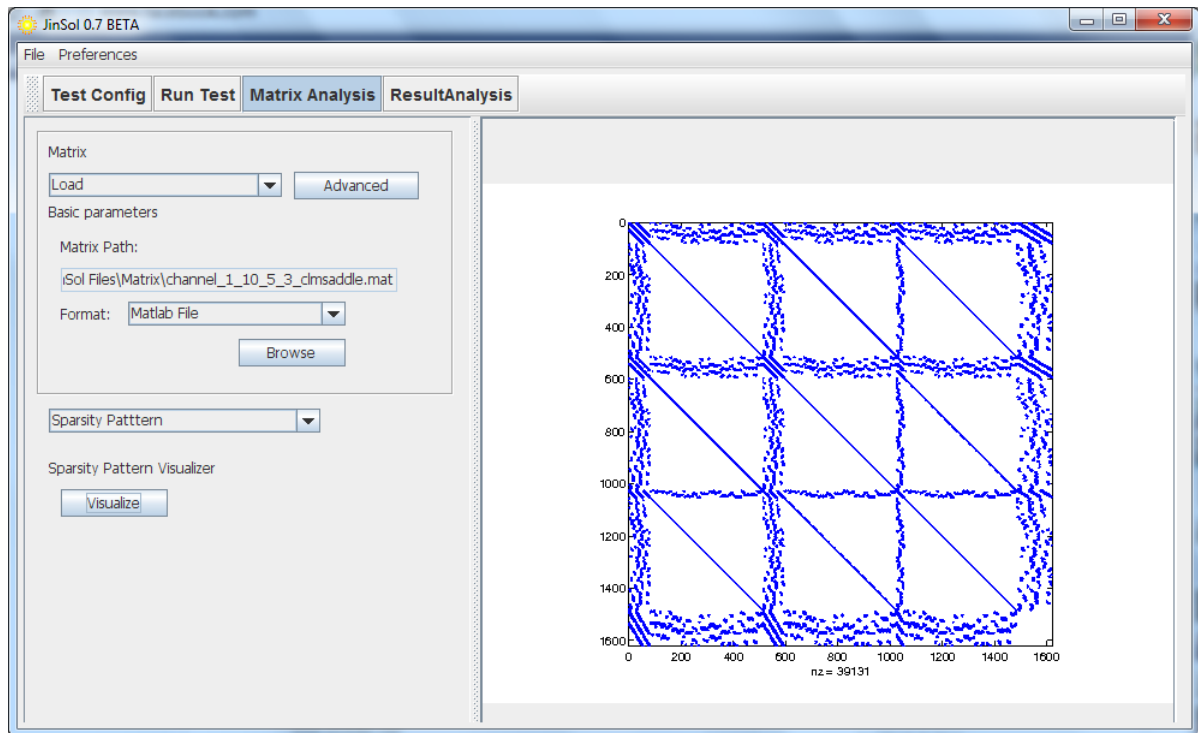 JinSol 0.7 BETA
File Preferences
Test Config Run Test Matrix Analysis ResultAnalysis
Matrix
Load Advanced
Basic parameters
Matrix Path:
iSol Files\Matrix\channel_1_10_5_3_clmsaddle.mat
Format: Matlab File
Browse
Sparsity Patttern
Sparsity Pattern Visualizer
Visualize
0
200
400
600
800
1000
1200
1400
1600
0 200 400 600 800 1000 1200 1400 1600
nz = 39131